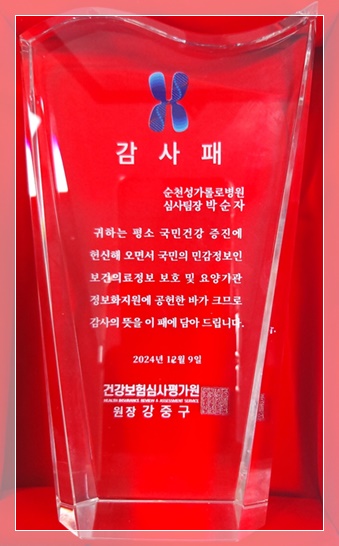 감 사 패
순천성가롤로병원
심사팀장 박 순 자
귀하는 평소 국민건강 증진에
헌신해 오면서 국민의 민감정보인
보건의료정보 보호 및 요양기관
정보화지원에 공헌한 바가 크므로
감사의 뜻을 이 패에 담아 드립니다.
2024년 12월 9일
건강보험심사평가원
HEALTH INSURANCE REVIEW & ASSESSMENT SERVICE
원장 강 중 구